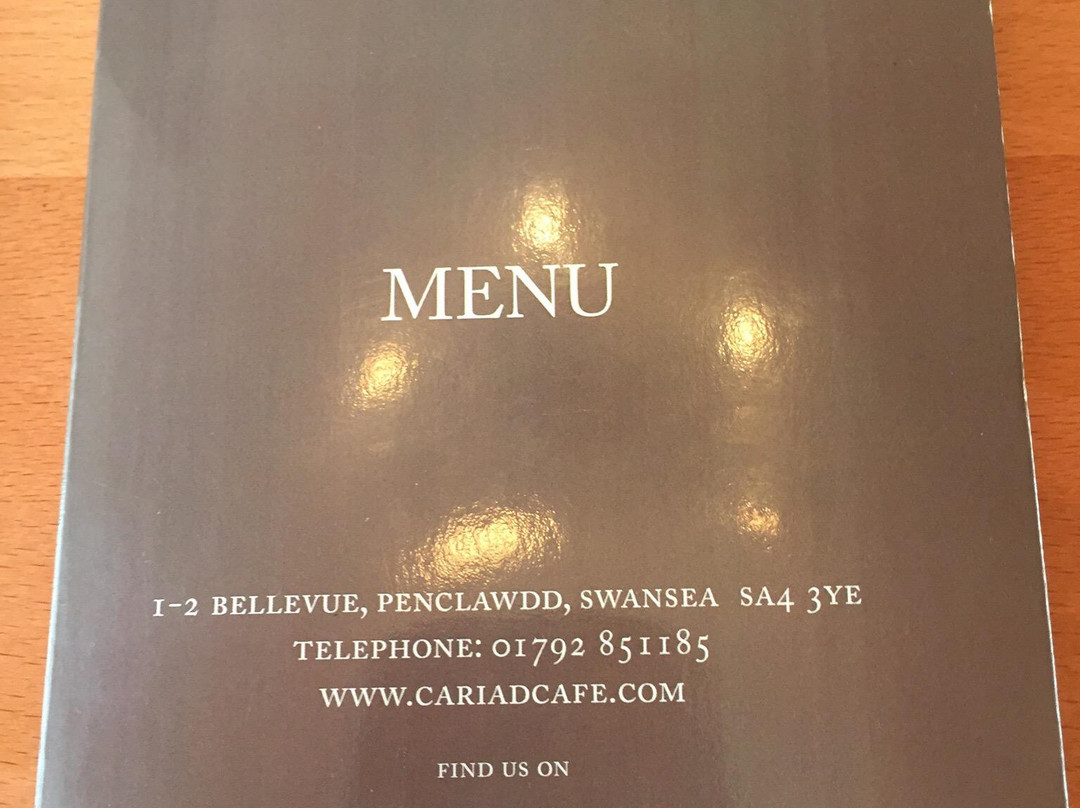 MENU
1-2 BELLEVUE, PENCLAWDD, SWANSEA SA4 3YE
TELEPHONE: 01792 851185
WWW.CARIADCAFE.COM
FIND US ON